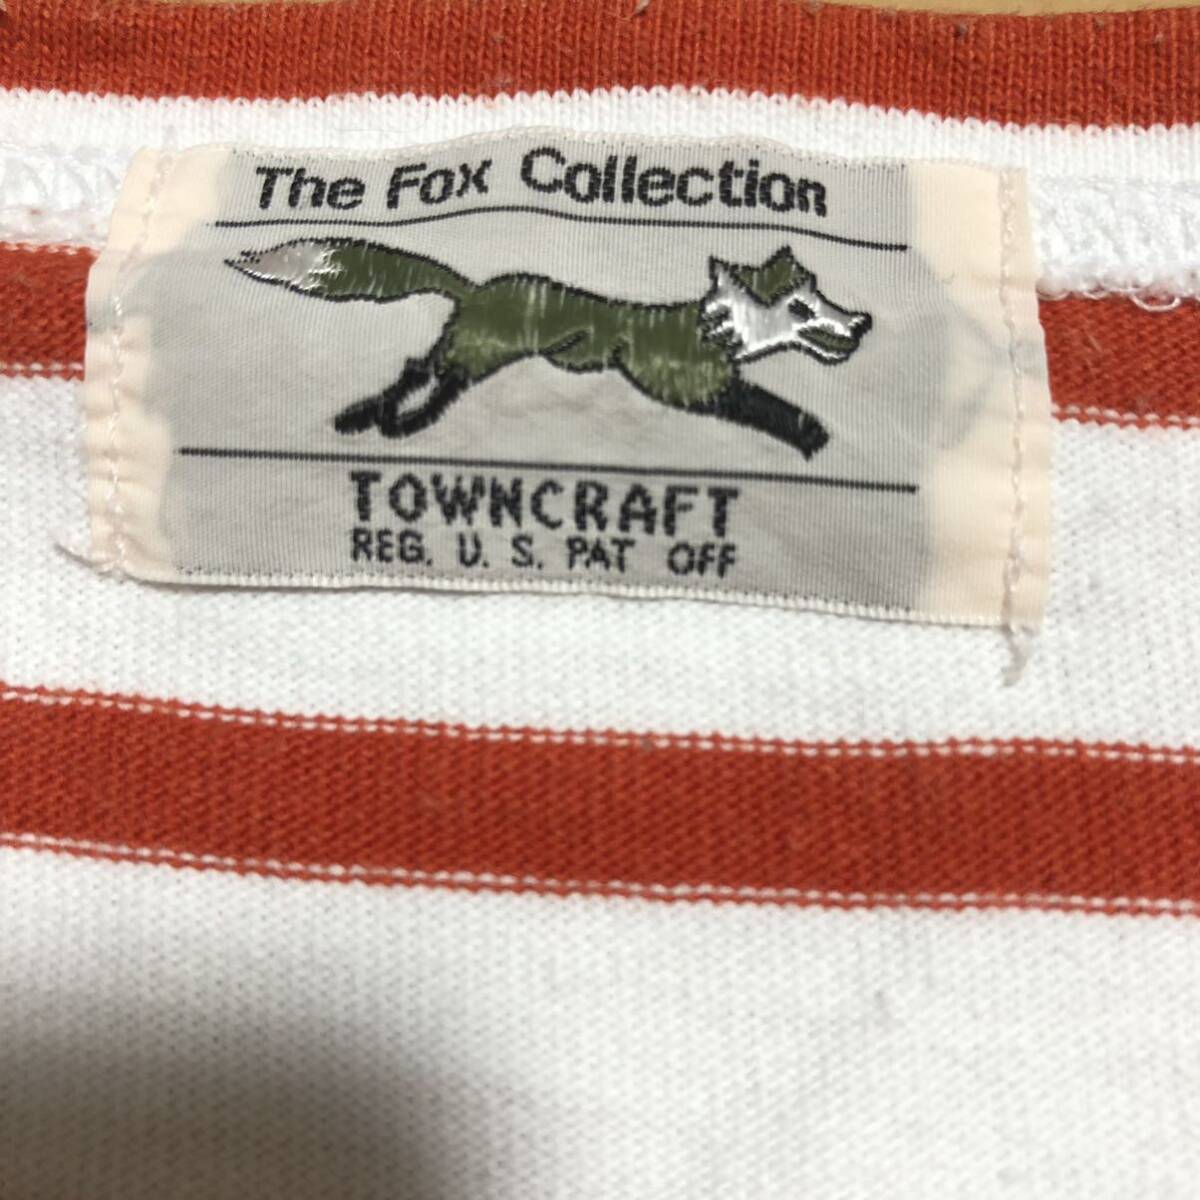 The Fox Collection
TOWNCRAFT
REG. U. S. PAT OFF